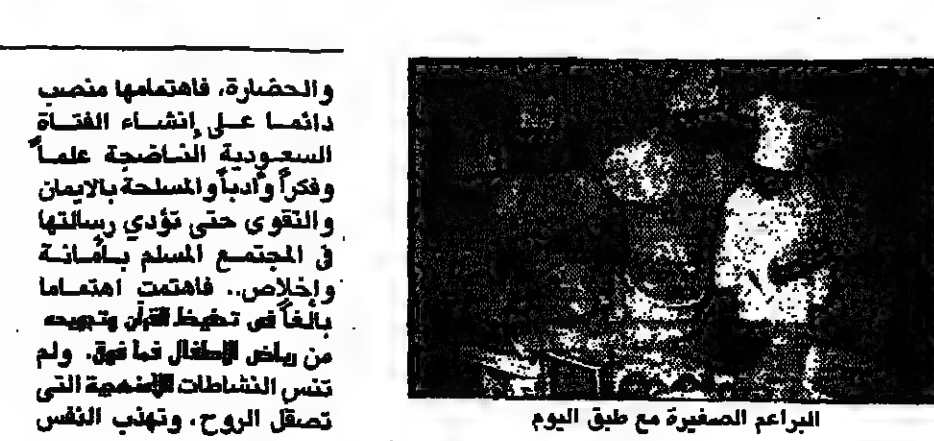 والحضارة، فاهتمامها منصب
دائما على إنشاء الفتاة
السعودية الناضجة علماً
وفكراً وأدباً والمسلحة بالايمان
والتقوى حتى تؤدي رسالتها
في المجتمع المسلم بأمانة
وإخلاص.. فاهتمت اهتماما
بالغاً في تحفيظ القرآن وتجويده
من رياض الأطفال فما فوق. ولم
تنس النشاطات اللامنهجية التي
تصقل الروح، وتهذب النفس
البراعم الصغيرة مع طبق اليوم